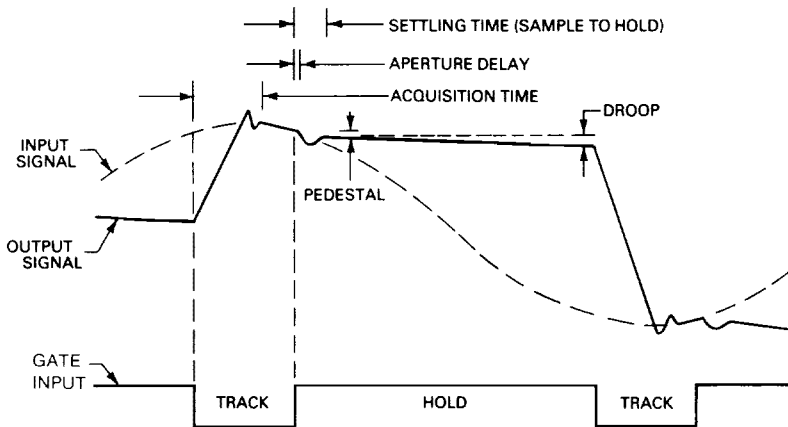 SETTLING TIME (SAMPLE TO HOLD)
APERTURE DELAY
ACQUISITION TIME
DROOP
INPUT
SIGNAL
PEDESTAL
OUTPUT
SIGNAL
GATE
INPUT
TRACK
HOLD
TRACK